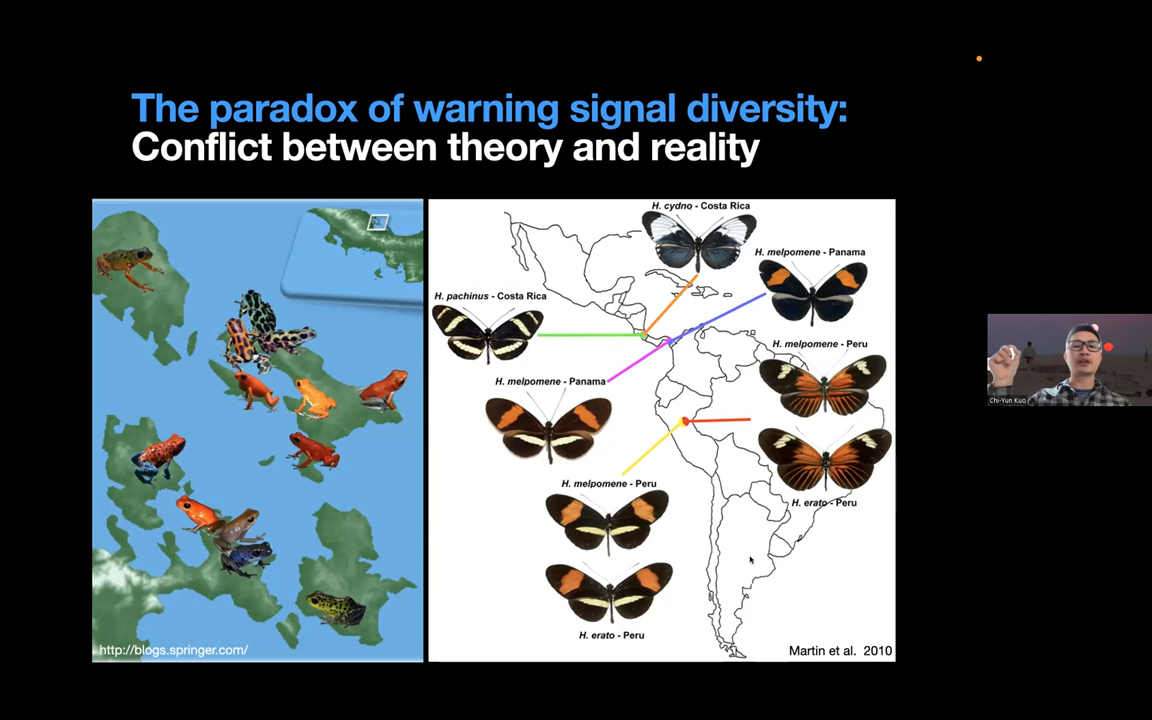 The paradox of warning signal diversity:
Conflict between theory and reality
http://blogs.springer.com/
H. cydno - Costa Rica
H. melpomene - Panama
H. pachinus - Costa Rica
H. melpomene - Peru
H. melpomene - Panama
H. melpomene - Peru
H. erato - Peru
H. erato - Peru
Martin et al. 2010
Chi-Yun Kuo